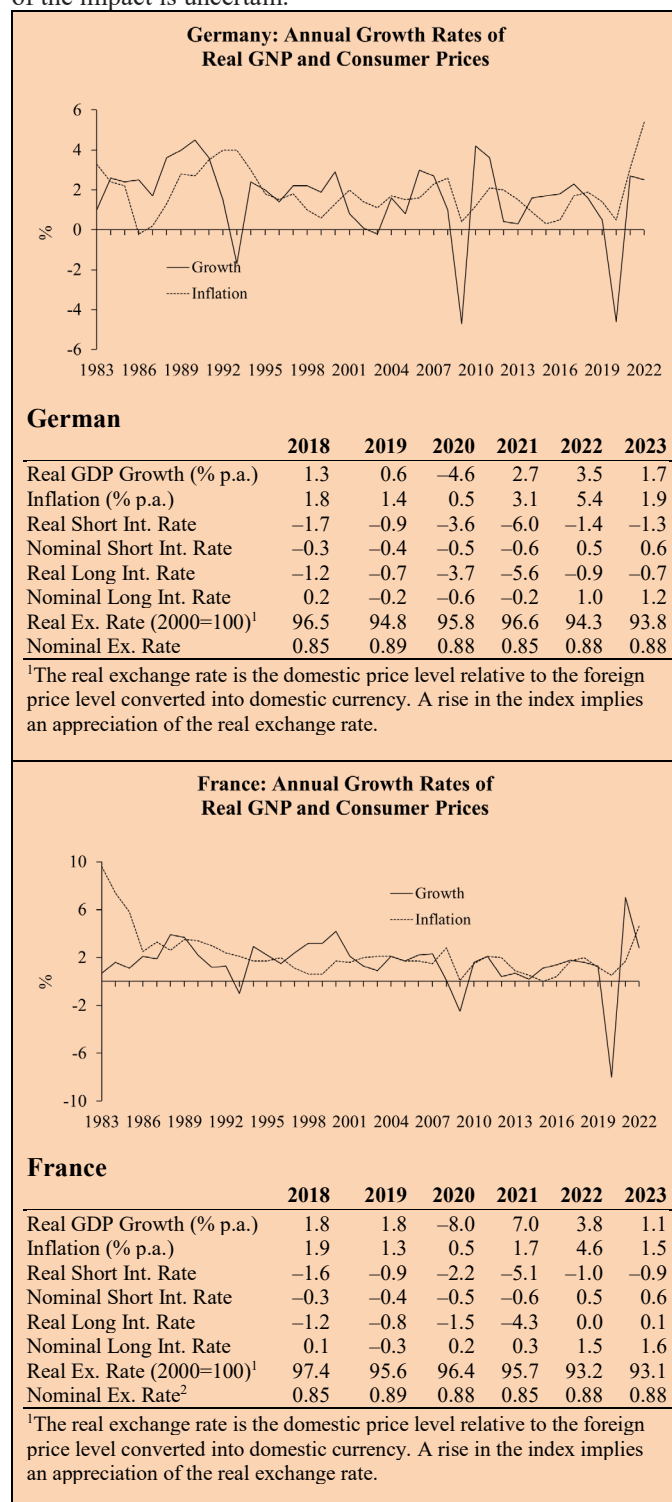 of the impact is uncertain.
Germany: Annual Growth Rates of
Real GNP and Consumer Prices
6
4
2
0
-2
-4
-6
%
Growth
Inflation
1983 1986 1989 1992 1995 1998 2001 2004 2007 2010 2013 2016 2019 2022
German
2018 2019 2020 2021 2022 2023
Real GDP Growth (% p.a.) 1.3 0.6 –4.6 2.7 3.5 1.7
Inflation (% p.a.) 1.8 1.4 0.5 3.1 5.4 1.9
Real Short Int. Rate –1.7 –0.9 –3.6 –6.0 –1.4 –1.3
Nominal Short Int. Rate –0.3 –0.4 –0.5 –0.6 0.5 0.6
Real Long Int. Rate –1.2 –0.7 –3.7 –5.6 –0.9 –0.7
Nominal Long Int. Rate 0.2 –0.2 –0.6 –0.2 1.0 1.2
Real Ex. Rate (2000=100)¹ 96.5 94.8 95.8 96.6 94.3 93.8
Nominal Ex. Rate 0.85 0.89 0.88 0.85 0.88 0.88
¹The real exchange rate is the domestic price level relative to the foreign
price level converted into domestic currency. A rise in the index implies
an appreciation of the real exchange rate.
France: Annual Growth Rates of
Real GNP and Consumer Prices
10
6
2
-2
-6
-10
%
Growth
Inflation
1983 1986 1989 1992 1995 1998 2001 2004 2007 2010 2013 2016 2019 2022
France
2018 2019 2020 2021 2022 2023
Real GDP Growth (% p.a.) 1.8 1.8 –8.0 7.0 3.8 1.1
Inflation (% p.a.) 1.9 1.3 0.5 1.7 4.6 1.5
Real Short Int. Rate –1.6 –0.9 –2.2 –5.1 –1.0 –0.9
Nominal Short Int. Rate –0.3 –0.4 –0.5 –0.6 0.5 0.6
Real Long Int. Rate –1.2 –0.8 –1.5 –4.3 0.0 0.1
Nominal Long Int. Rate 0.1 –0.3 0.2 0.3 1.5 1.6
Real Ex. Rate (2000=100)¹ 97.4 95.6 96.4 95.7 93.2 93.1
Nominal Ex. Rate² 0.85 0.89 0.88 0.85 0.88 0.88
¹The real exchange rate is the domestic price level relative to the foreign
price level converted into domestic currency. A rise in the index implies
an appreciation of the real exchange rate.